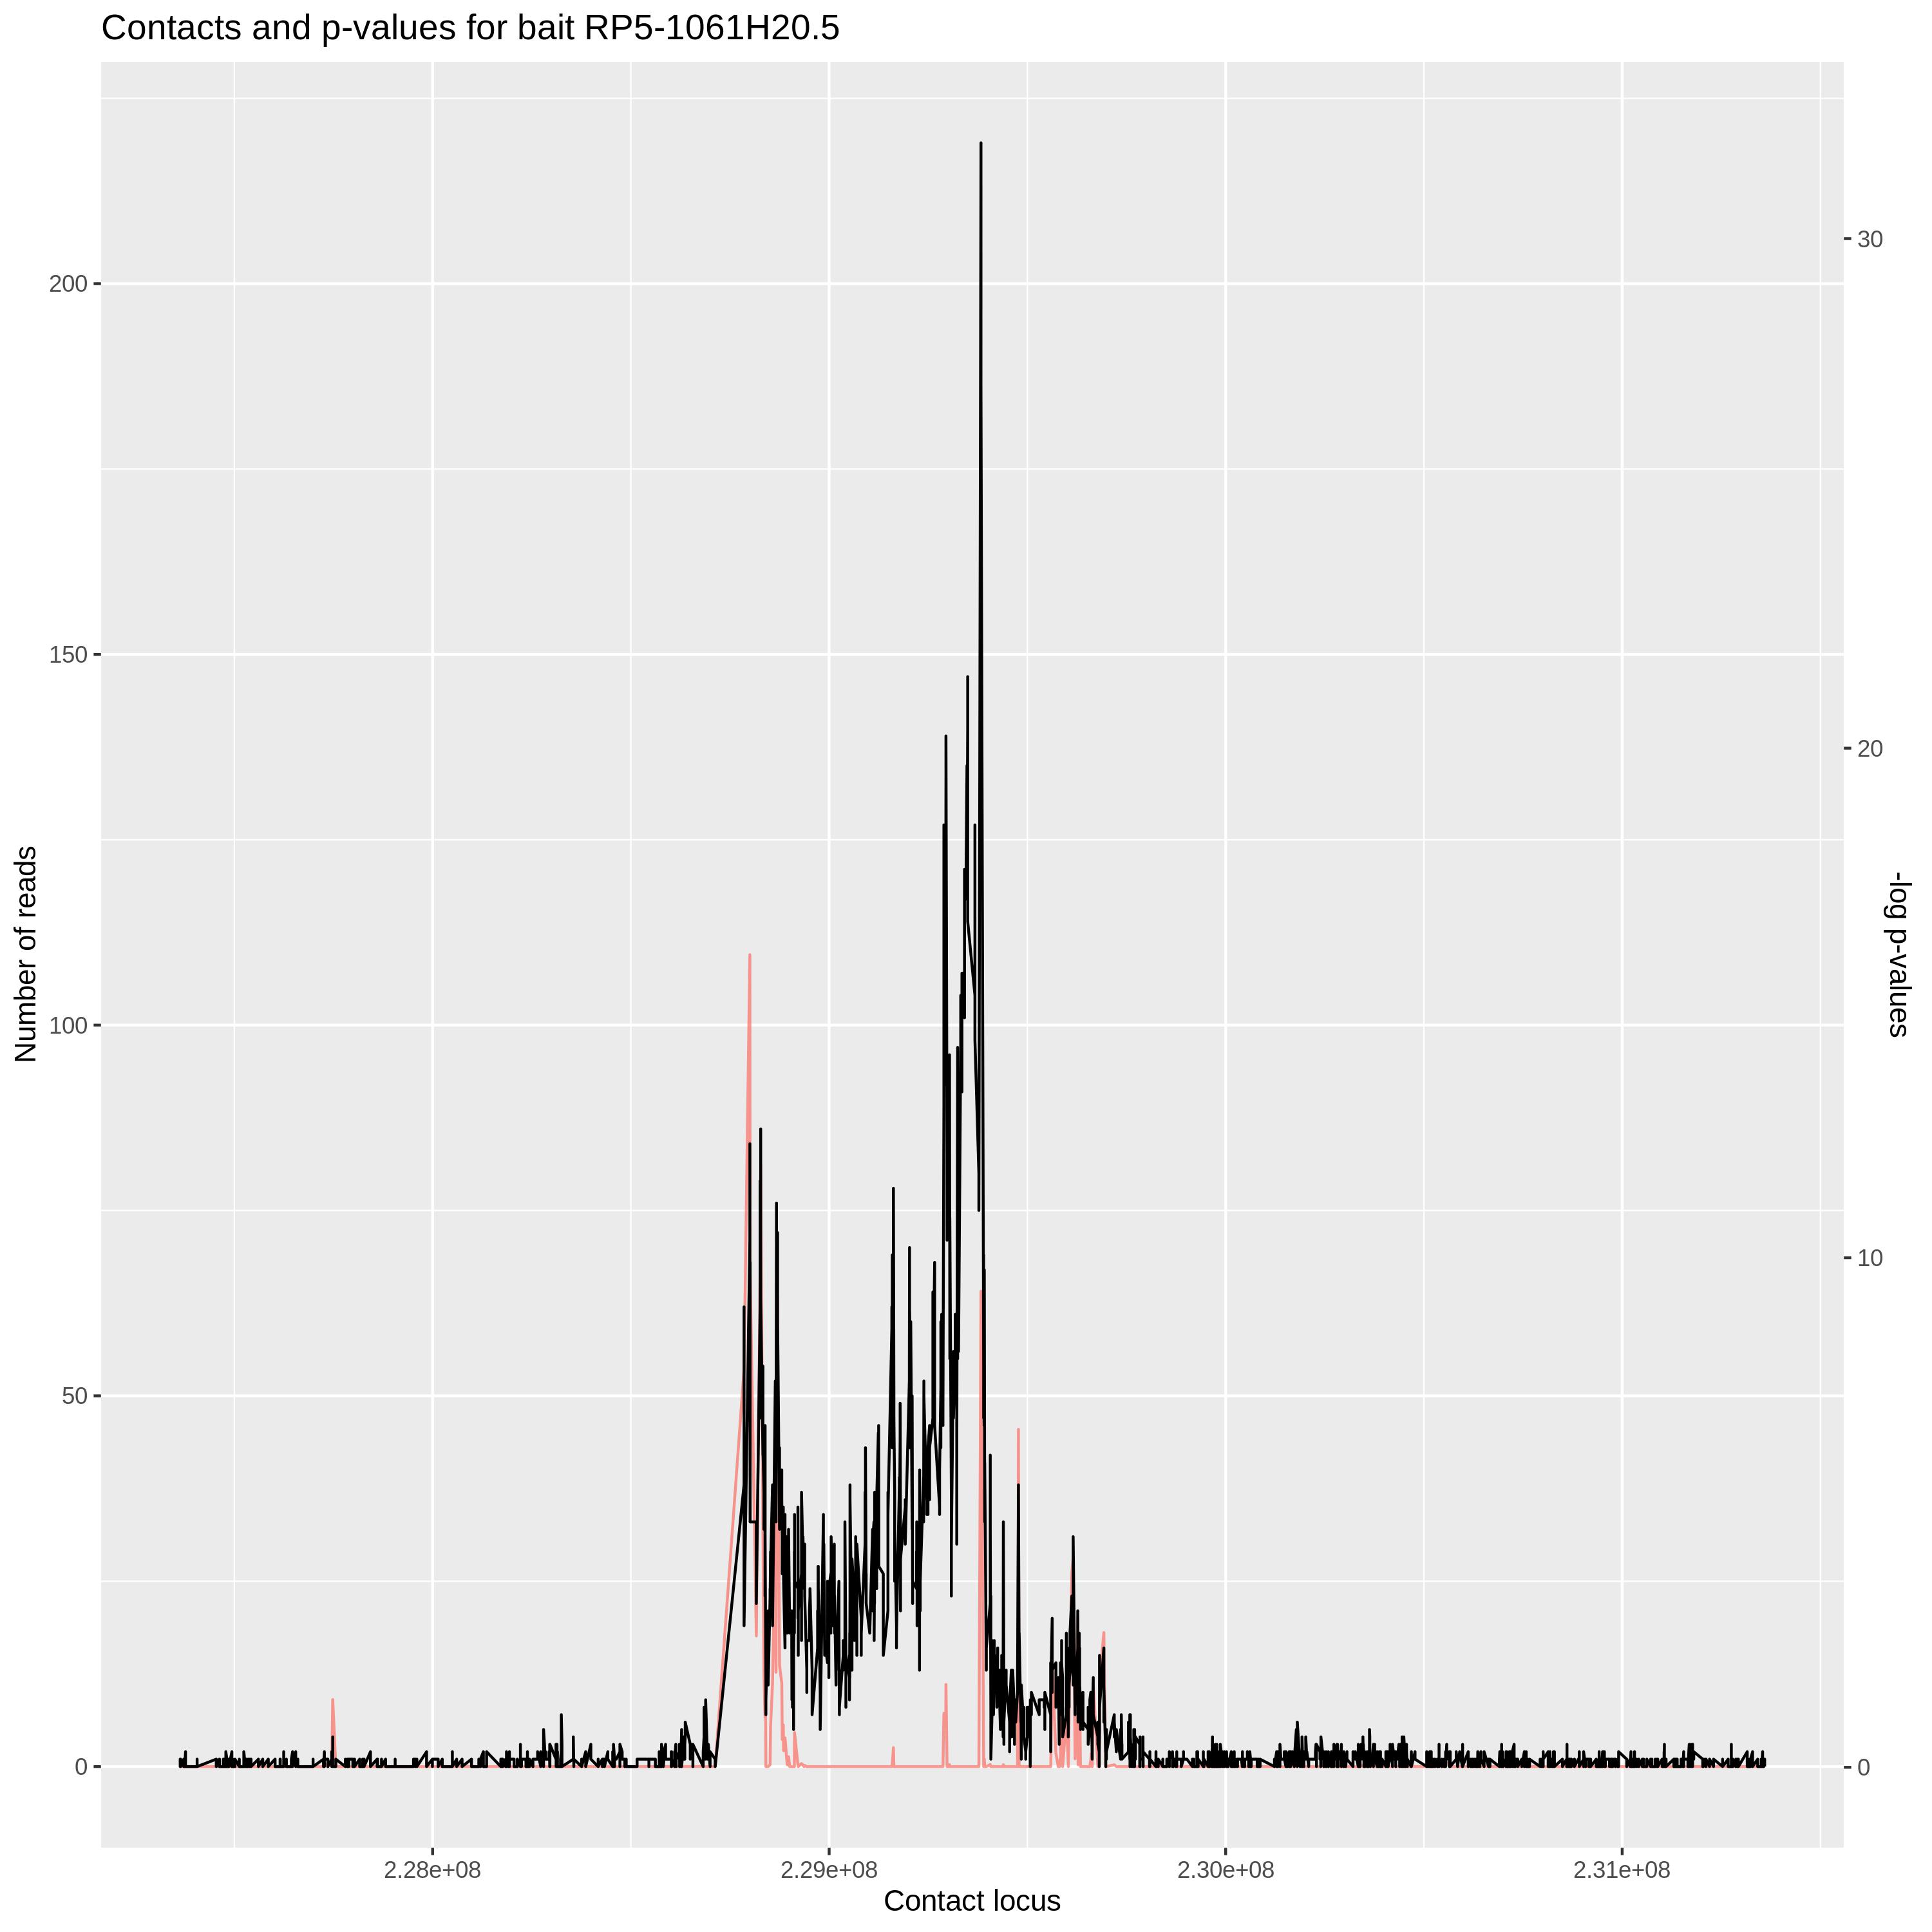 Contacts and p-values for bait RP5-1061H20.5
200
150
100
50
0
30
20
10
0
Number of reads
-log p-values
2.28e+08
2.29e+08
2.30e+08
2.31e+08
Contact locus